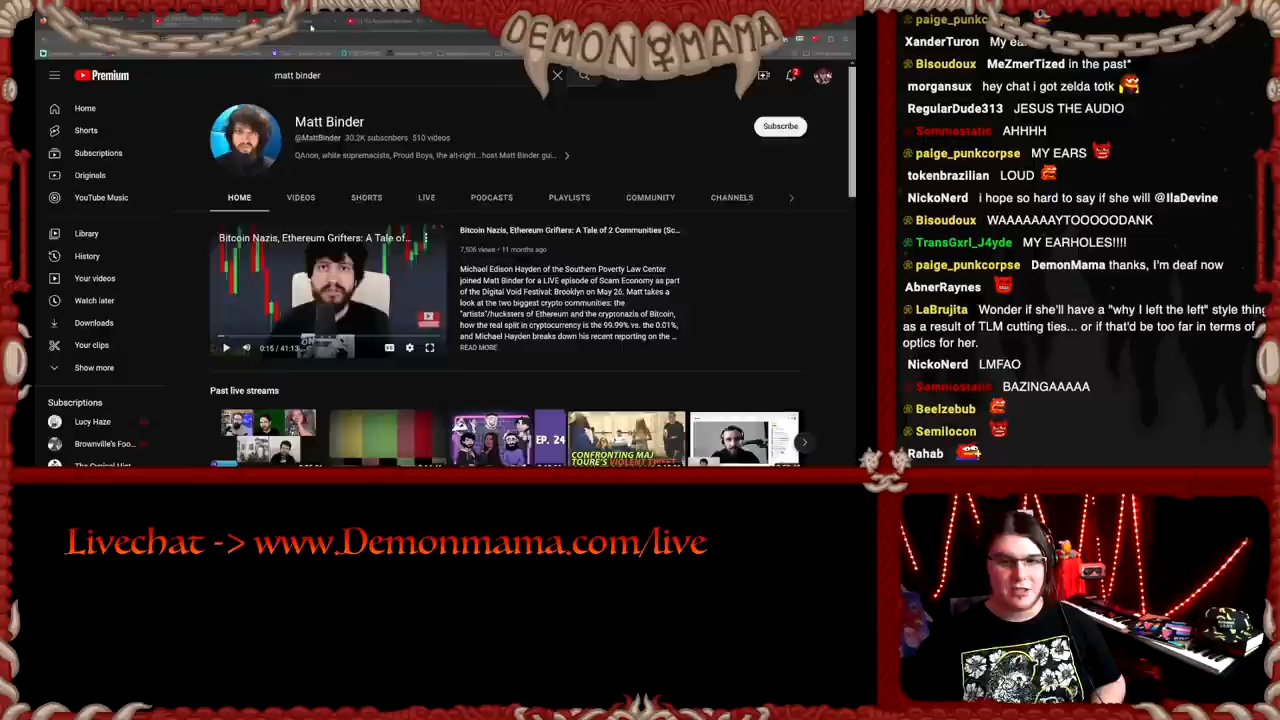 DEMON MAMA
Premium
matt binder
2
Home
Shorts
Subscriptions
Originals
YouTube Music
Library
History
Your videos
Watch later
Downloads
Your clips
Show more
Subscriptions
Lucy Haze
Brownville's Foo...
Matt Binder
@MattBinder 30.2K subscribers 510 videos
QAnon, white supremacists, Proud Boys, the alt-right...host Matt Binder gui...
Subscribe
HOME VIDEOS SHORTS LIVE PODCASTS PLAYLISTS COMMUNITY CHANNELS
Bitcoin Nazis, Ethereum Grifters: A Tale of...
0:15 / 41:13
Bitcoin Nazis, Ethereum Grifters: A Tale of 2 Communities (Sc...
7,506 views • 11 months ago
Michael Edison Hayden of the Southern Poverty Law Center
joined Matt Binder for a LIVE episode of Scam Economy as part
of the Digital Void Festival: Brooklyn on May 26. Matt takes a
look at the two biggest crypto communities: the
"artists"/hucksters of Ethereum and the cryptonazis of Bitcoin,
how the real split in cryptocurrency is the 99.99% vs. the 0.01%,
and Michael Hayden breaks down his recent reporting on the ...
READ MORE
Past live streams
EP. 24
CONFRONTING MAJ
TOURE'S VIOLENT TWEET
paige_punkc
XanderTuron My ea
Bisoudoux MeZmerTized in the past*
morgansux hey chat i got zelda totk
RegularDude313 JESUS THE AUDIO
Somniostatic AHHHH
paige_punkcorpse MY EARS
tokenbrazilian LOUD
NickoNerd i hope so hard to say if she will @IlaDevine
Bisoudoux WAAAAAAYTOOOOODANK
TransGxrl_J4yde MY EARHOLES!!!!
paige_punkcorpse DemonMama thanks, I'm deaf now
AbnerRaynes
LaBrujita Wonder if she'll have a "why I left the left" style thing
as a result of TLM cutting ties... or if that'd be too far in terms of
optics for her.
NickoNerd LMFAO
Somniostatic BAZINGAAAAA
Beelzebub
Semilocon
Rahab
Livechat -> www.Demonmama.com/live